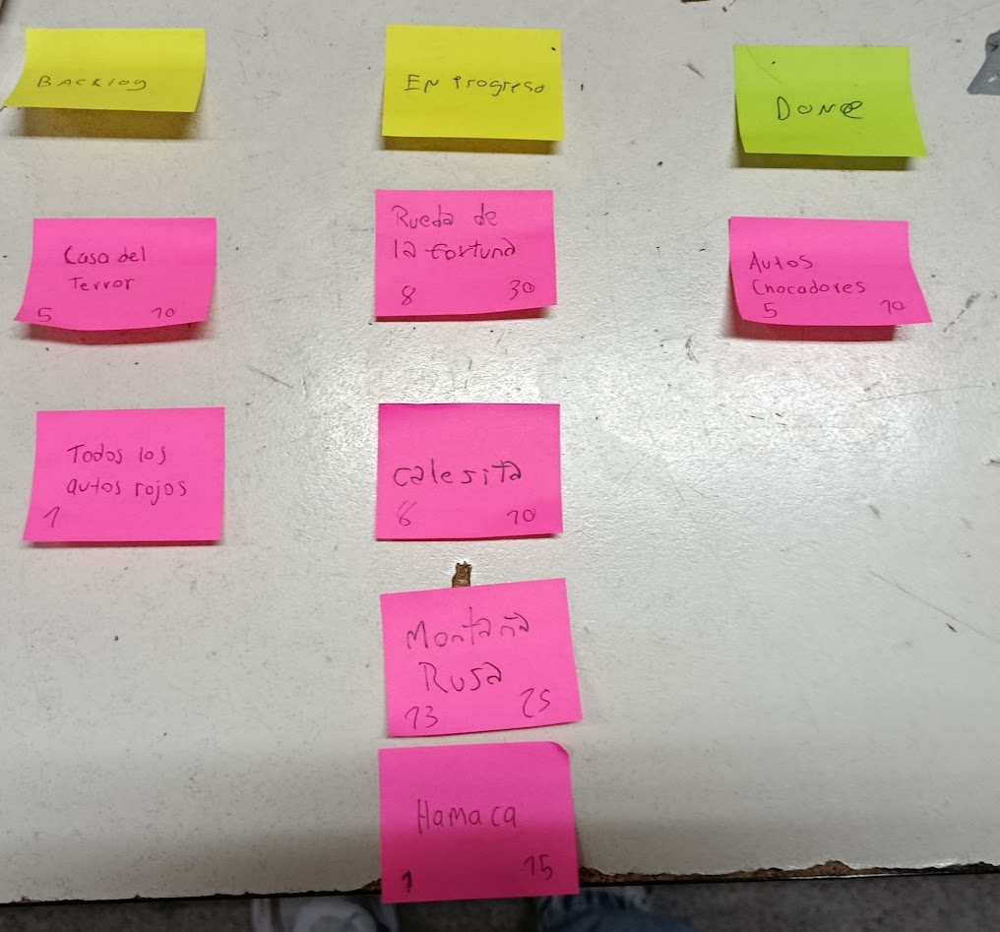 Backlog
En Progreso
Done
Casa del
Terror
5 10
Rueda de
la fortuna
8 30
Autos
Chocadores
5 10
Todos los
autos rojos
1
calesita
8 10
Montaña
Rusa
13 25
Hamaca
1 15